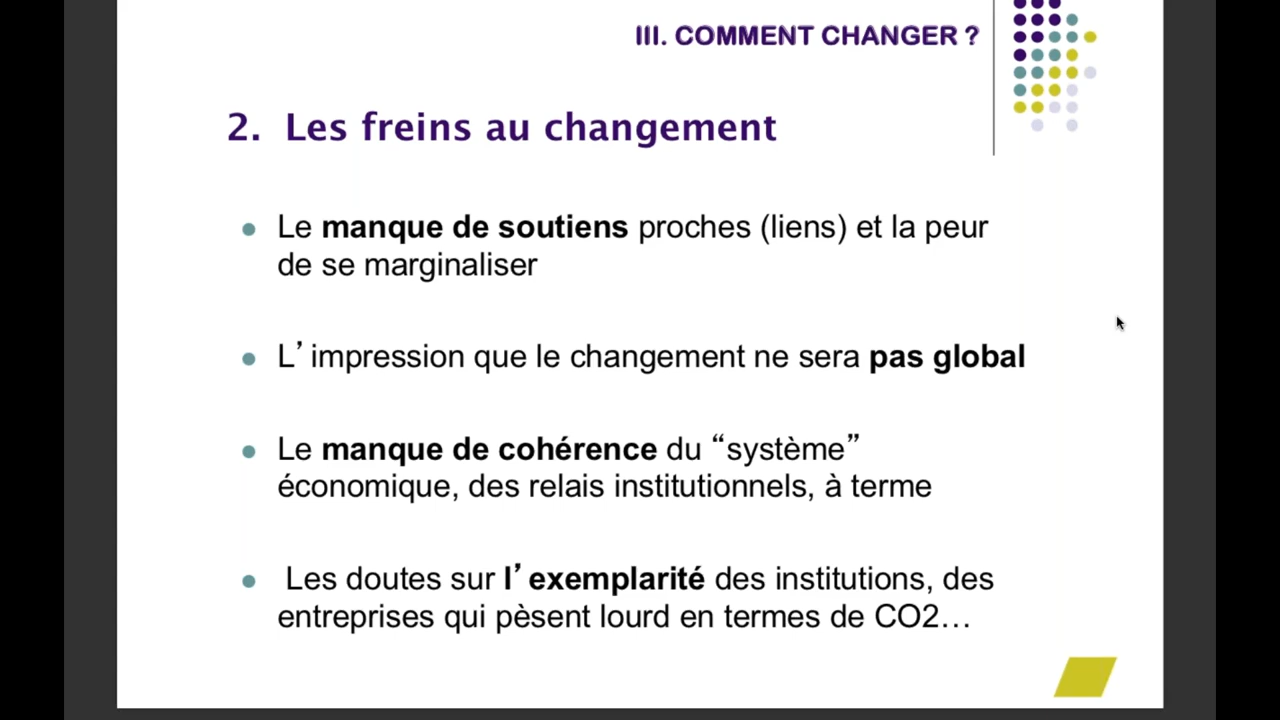 III. COMMENT CHANGER ?
2. Les freins au changement
Le manque de soutiens proches (liens) et la peur
de se marginaliser
L’impression que le changement ne sera pas global
Le manque de cohérence du “système”
économique, des relais institutionnels, à terme
Les doutes sur l’exemplarité des institutions, des
entreprises qui pèsent lourd en termes de CO2…